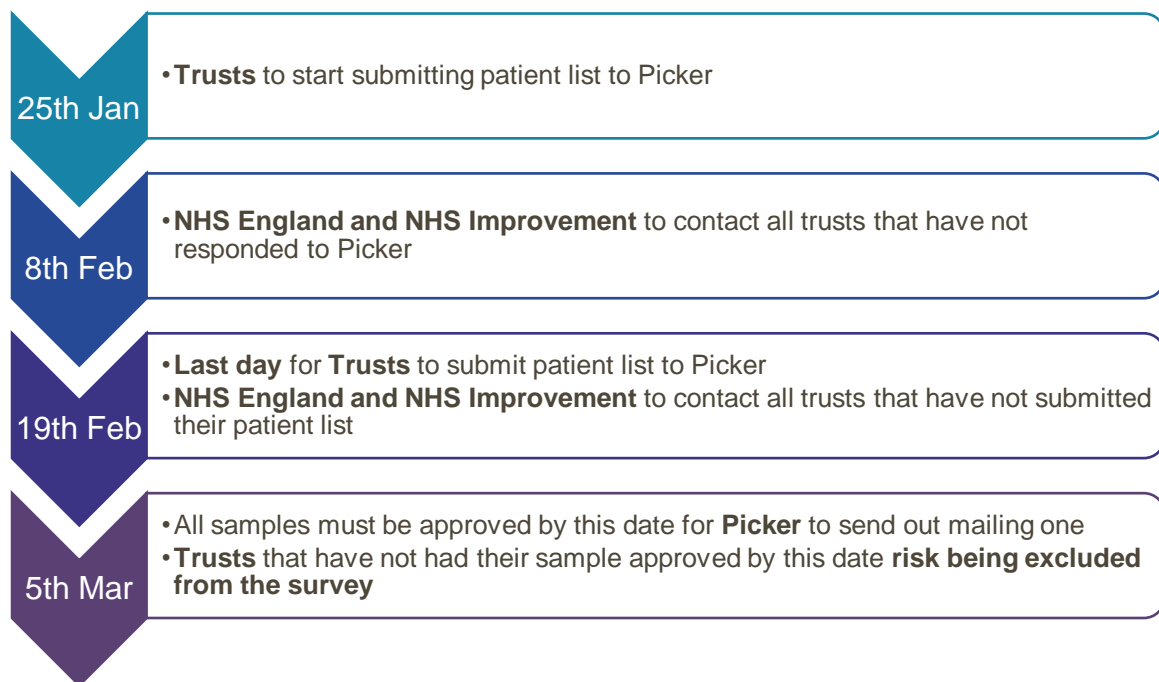 25th Jan
•Trusts to start submitting patient list to Picker
8th Feb
•NHS England and NHS Improvement to contact all trusts that have not
responded to Picker
19th Feb
•Last day for Trusts to submit patient list to Picker
•NHS England and NHS Improvement to contact all trusts that have not submitted
their patient list
5th Mar
•All samples must be approved by this date for Picker to send out mailing one
•Trusts that have not had their sample approved by this date risk being excluded
from the survey